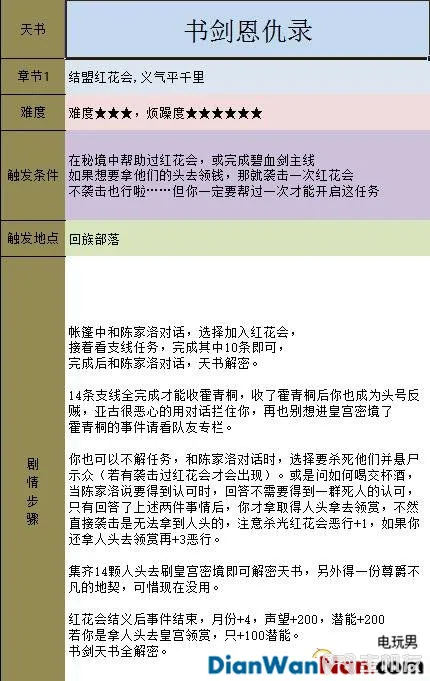 天书
书剑恩仇录
章节1
结盟红花会,义气平千里
难度
难度★★★，烦躁度★★★★★★
触发条件
在秘境中帮助过红花会，或完成碧血剑主线
如果想要拿他们的头去领钱，那就袭击一次红花会
不袭击也行啦……但你一定要帮过一次才能开启这任务
触发地点
回族部落
剧情步骤
帐篷中和陈家洛对话，选择加入红花会，
接着看支线任务，完成其中10条即可，
完成后和陈家洛对话，天书解密。
14条支线全完成才能收霍青桐，收了霍青桐后你也成为头号反
贼，亚古很恶心的用对话拦住你，再也别想进皇宫密境了
霍青桐的事件请看队友专栏。
你也可以不解任务，和陈家洛对话时，选择要杀死他们并悬尸
示众（若有袭击过红花会才会出现）。或是问如何喝交杯酒，
当陈家洛说要得到认可时，回答不需要得到一群死人的认可，
只有回答了上述两件事情后，你才拿取得人头拿去领赏，不然
直接袭击是无法拿到人头的，注意杀光红花会恶行+1，如果你
还拿人头去领赏再+3恶行。
集齐14颗人头去刷皇宫密境即可解密天书，另外得一份尊爵不
凡的地契，可惜现在没用。
红花会结义后事件结束，月份+4，声望+200，潜能+200
若你是拿人头去皇宫领赏，只+100潜能。
书剑天书全解密。
电玩男
DianWanNan.com